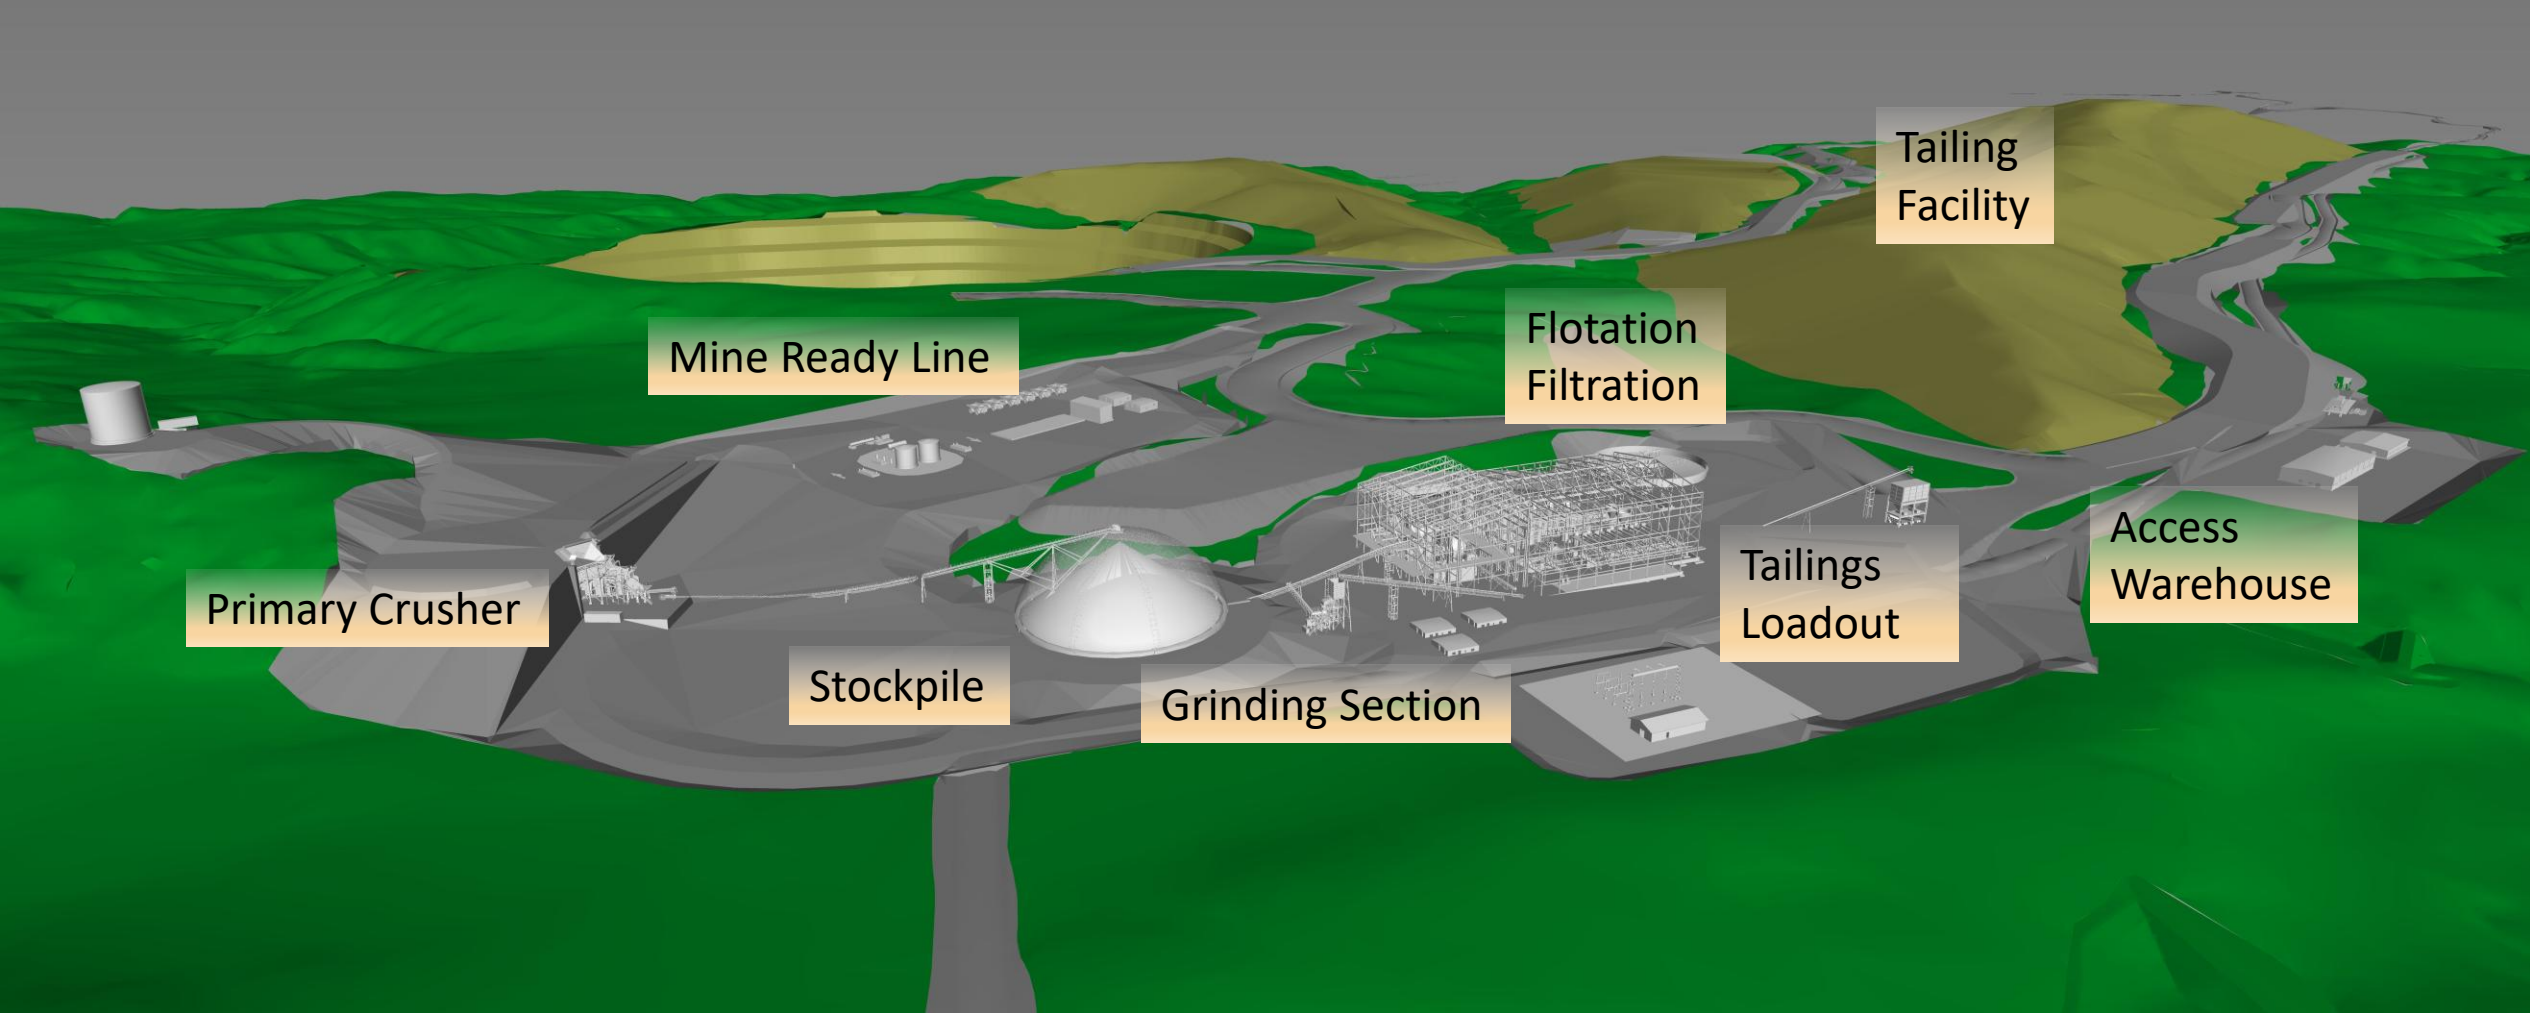 Tailing
Facility
Mine Ready Line
Flotation
Filtration
Access
Warehouse
Tailings
Loadout
Primary Crusher
Stockpile
Grinding Section